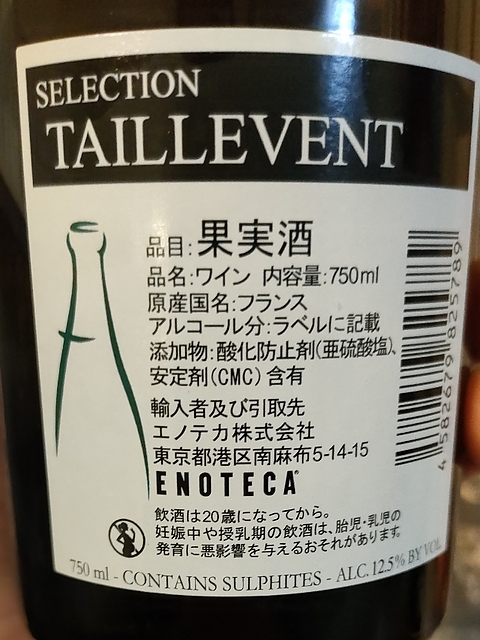 SELECTION
TAILLEVENT
品目:果実酒
品名:ワイン 内容量:750ml
原産国名:フランス
アルコール分:ラベルに記載
添加物:酸化防止剤(亜硫酸塩)、
安定剤(CMC)含有
輸入者及び引取先
エノテカ株式会社
東京都港区南麻布5-14-15
ENOTECA
飲酒は20歳になってから。
妊娠中や授乳期の飲酒は、胎児・乳児の
発育に悪影響を与えるおそれがあります。
750 ml - CONTAINS SULPHITES - ALC. 12.5% BY VOL.
4 582679 825789